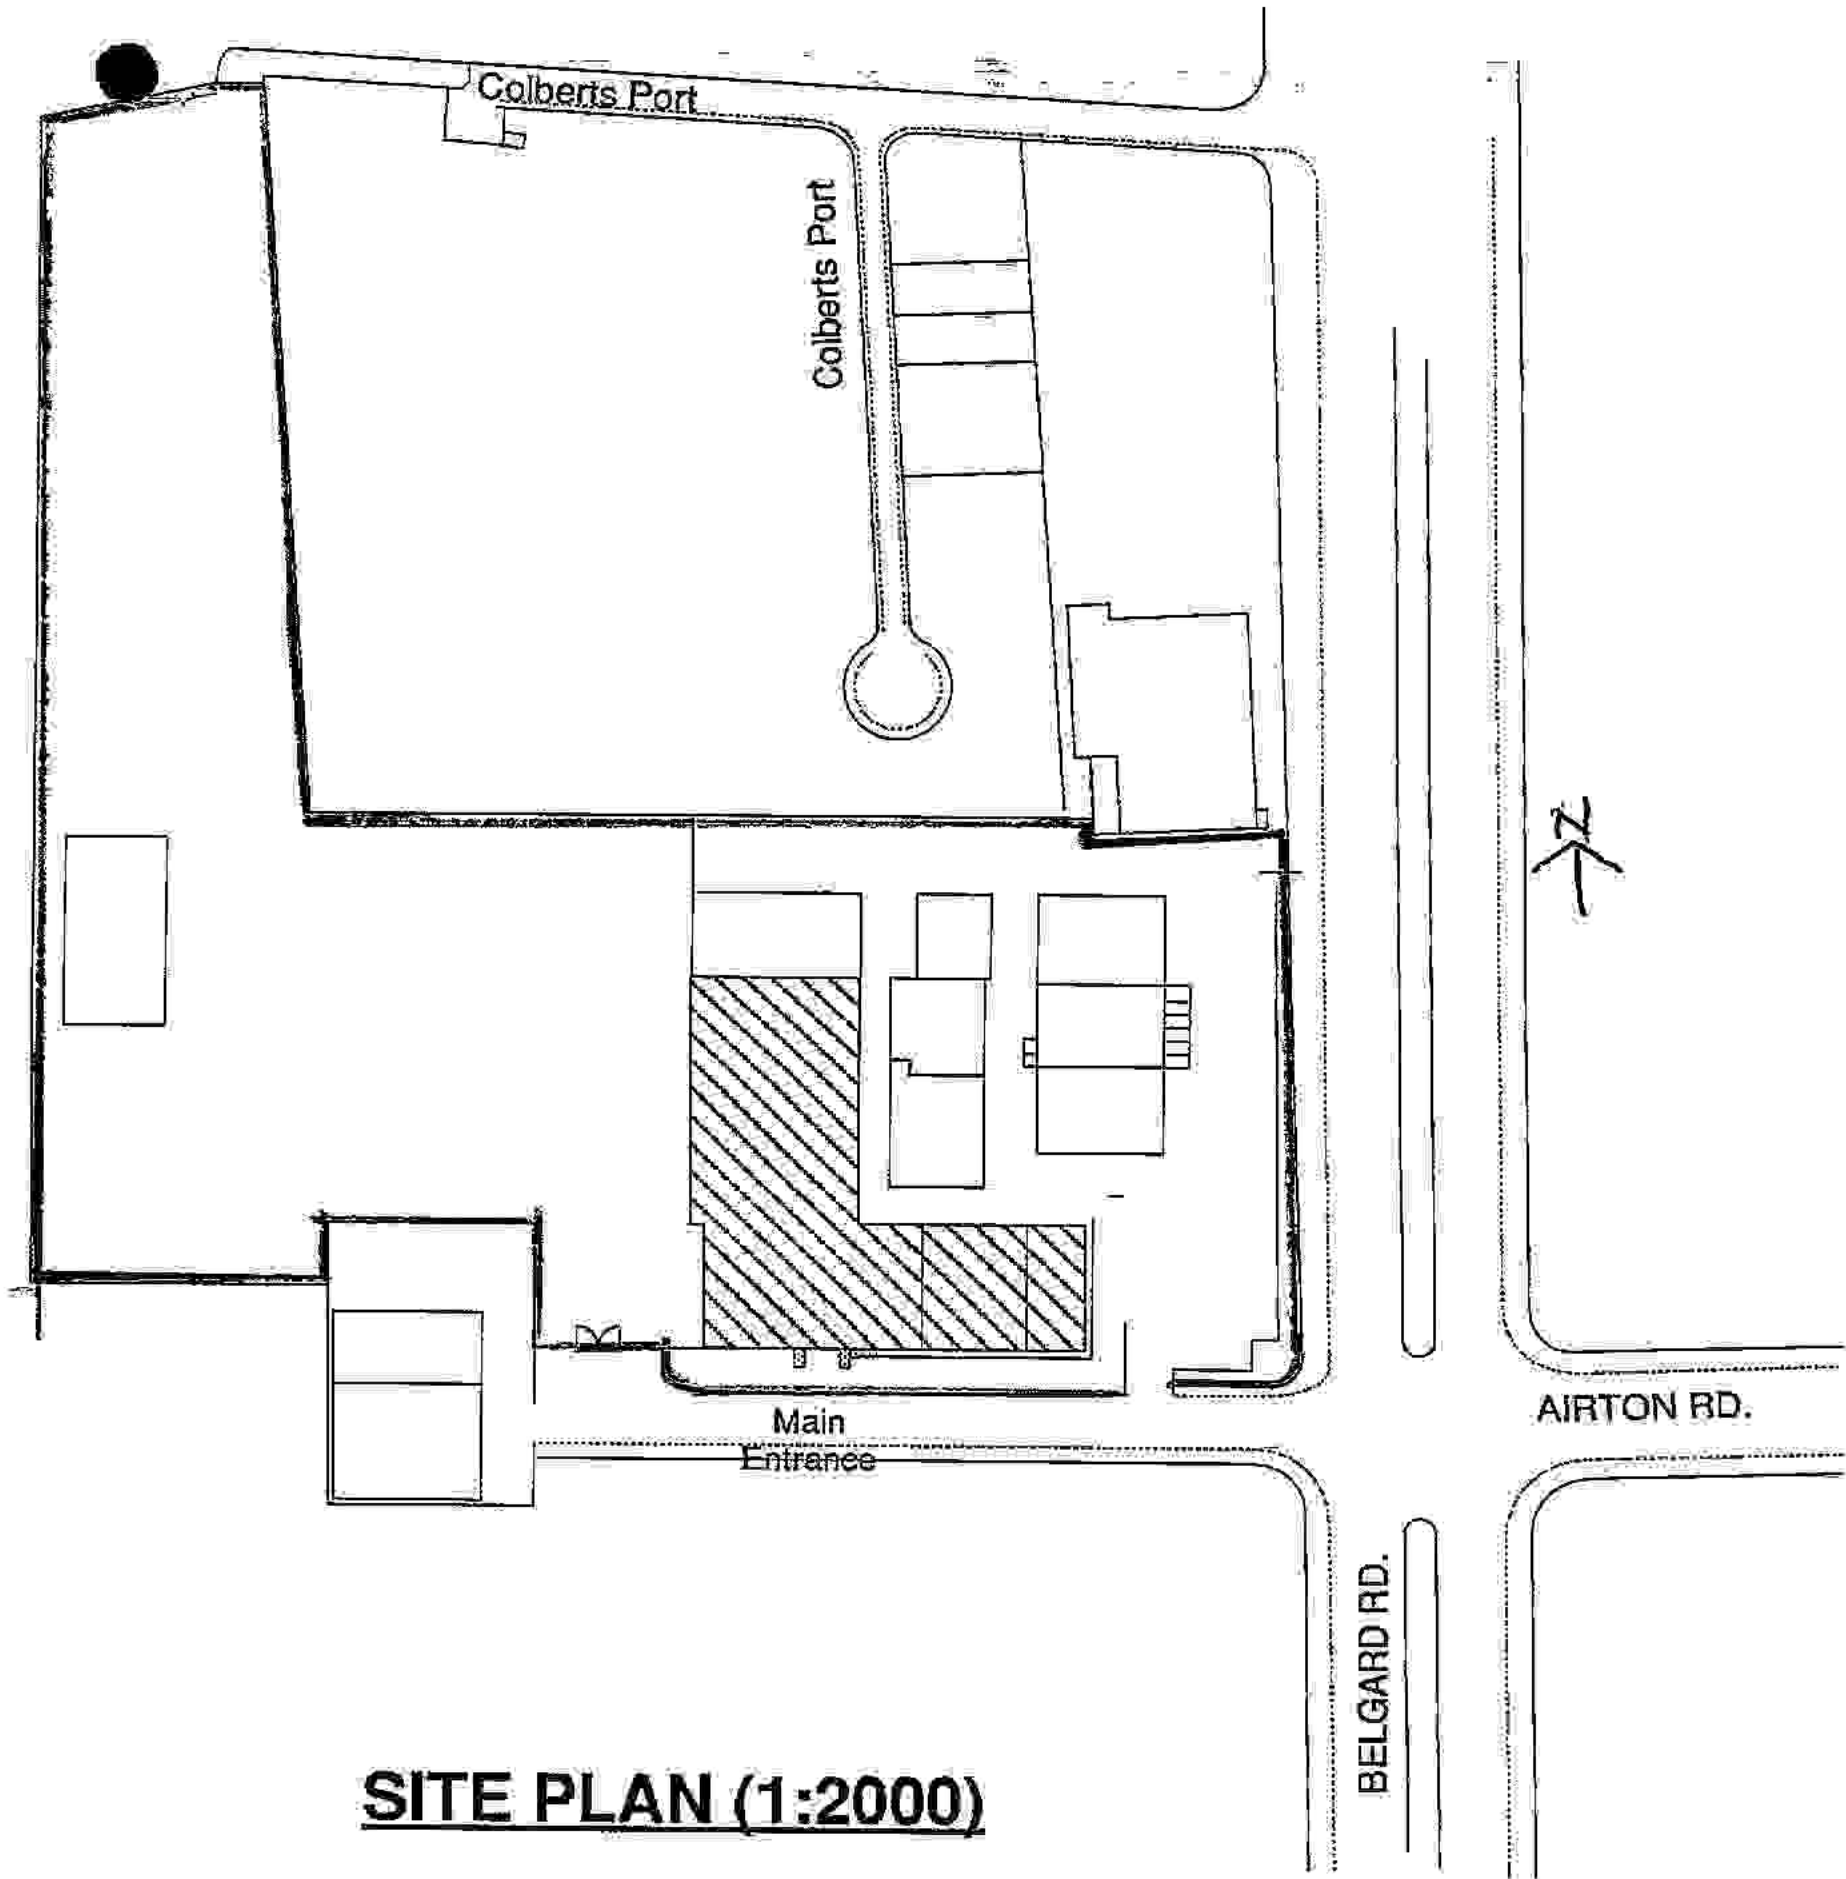 Colberts Port
Colberts Port
N
Main
Entrance
AIRTON RD.
BELGARD RD.
SITE PLAN (1:2000)